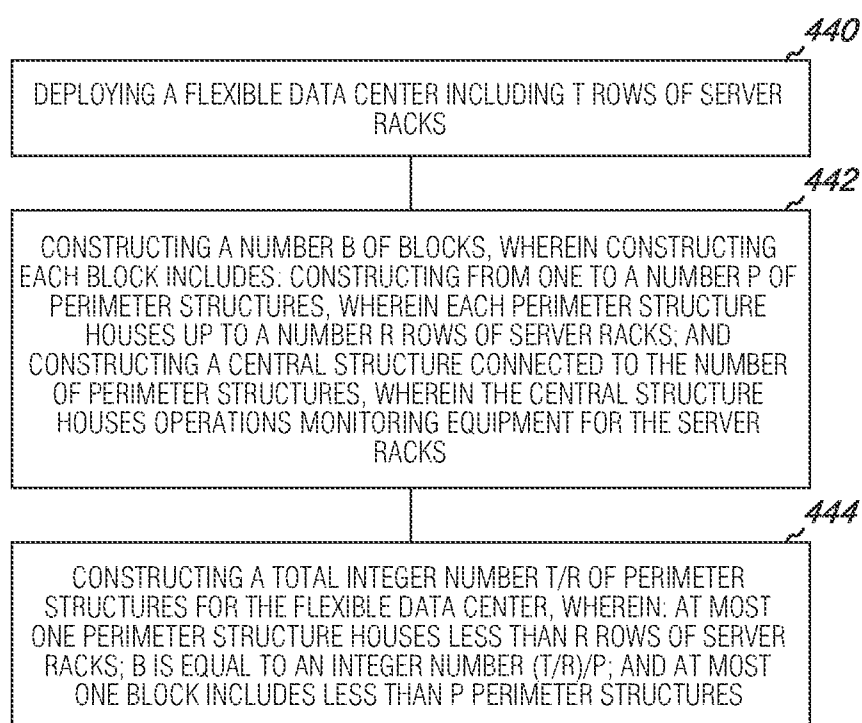 440
DEPLOYING A FLEXIBLE DATA CENTER INCLUDING T ROWS OF SERVER
RACKS
442
CONSTRUCTING A NUMBER B OF BLOCKS, WHEREIN CONSTRUCTING
EACH BLOCK INCLUDES: CONSTRUCTING FROM ONE TO A NUMBER P OF
PERIMETER STRUCTURES, WHEREIN EACH PERIMETER STRUCTURE
HOUSES UP TO A NUMBER R ROWS OF SERVER RACKS; AND
CONSTRUCTING A CENTRAL STRUCTURE CONNECTED TO THE NUMBER
OF PERIMETER STRUCTURES, WHEREIN THE CENTRAL STRUCTURE
HOUSES OPERATIONS MONITORING EQUIPMENT FOR THE SERVER
RACKS
444
CONSTRUCTING A TOTAL INTEGER NUMBER T/R OF PERIMETER
STRUCTURES FOR THE FLEXIBLE DATA CENTER, WHEREIN: AT MOST
ONE PERIMETER STRUCTURE HOUSES LESS THAN R ROWS OF SERVER
RACKS; B IS EQUAL TO AN INTEGER NUMBER (T/R)/P; AND AT MOST
ONE BLOCK INCLUDES LESS THAN P PERIMETER STRUCTURES